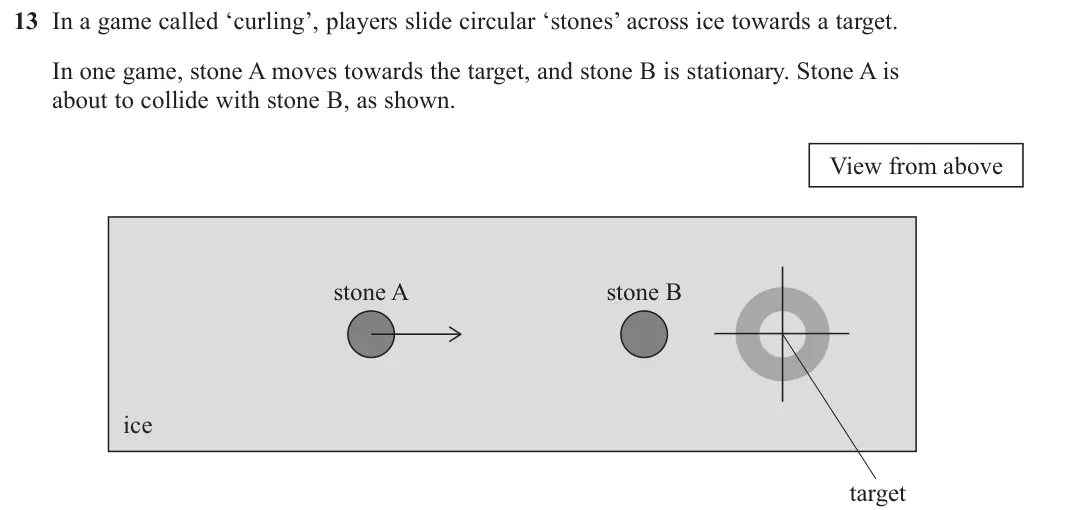 13 In a game called ‘curling’, players slide circular ‘stones’ across ice towards a target.
In one game, stone A moves towards the target, and stone B is stationary. Stone A is
about to collide with stone B, as shown.
View from above
stone A
stone B
ice
target